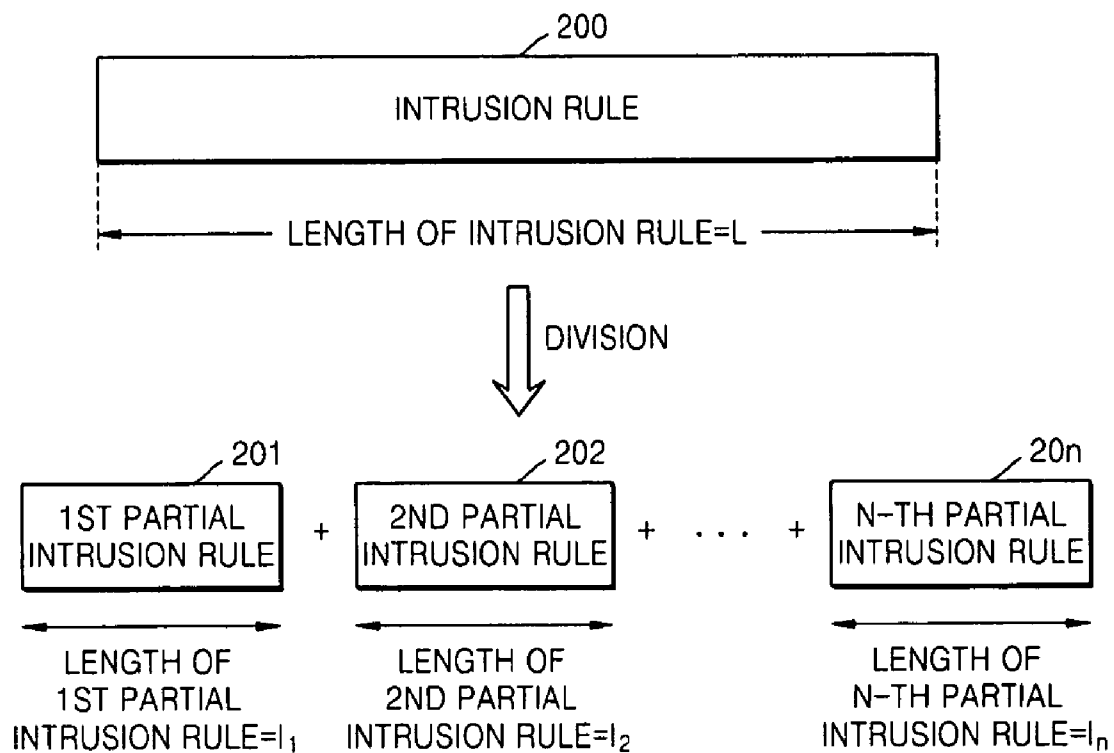 200
INTRUSION RULE
LENGTH OF INTRUSION RULE=L
DIVISION
201
202
20n
1ST PARTIAL
INTRUSION RULE
+
2ND PARTIAL
INTRUSION RULE
+ . . . +
N-TH PARTIAL
INTRUSION RULE
LENGTH OF
1ST PARTIAL
INTRUSION RULE=l₁
LENGTH OF
2ND PARTIAL
INTRUSION RULE=l₂
LENGTH OF
N-TH PARTIAL
INTRUSION RULE=lₙ